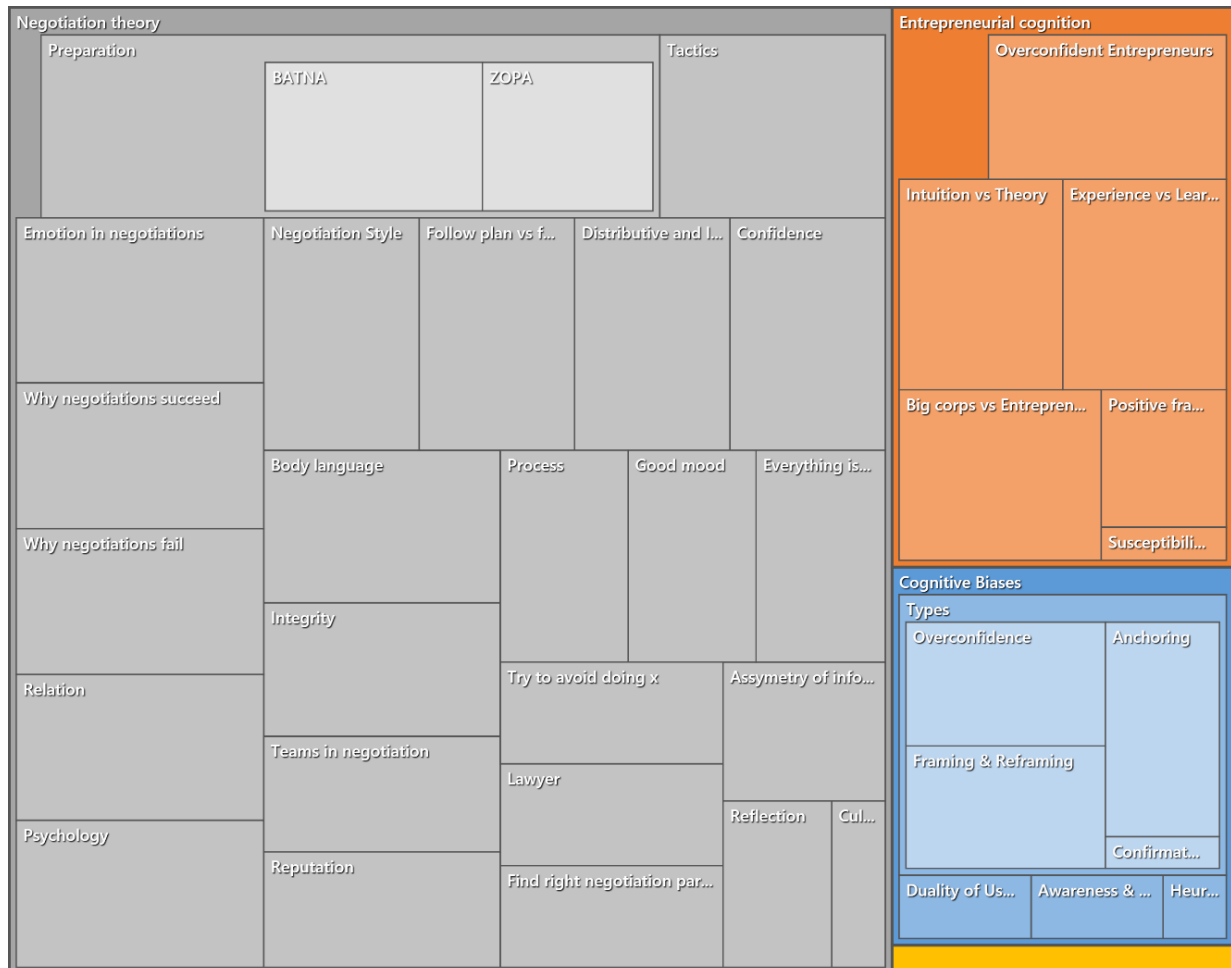 Negotiation theory
Preparation
BATNA
ZOPA
Tactics
Emotion in negotiations
Negotiation Style
Follow plan vs f...
Distributive and I...
Confidence
Why negotiations succeed
Why negotiations fail
Relation
Psychology
Body language
Process
Good mood
Everything is...
Integrity
Teams in negotiation
Reputation
Try to avoid doing x
Assymetry of info...
Lawyer
Find right negotiation par...
Reflection
Cul...
Entrepreneurial cognition
Overconfident Entrepreneurs
Intuition vs Theory
Experience vs Lear...
Big corps vs Entrepren...
Positive fra...
Susceptibili...
Cognitive Biases
Types
Overconfidence
Anchoring
Framing & Reframing
Confirmat...
Duality of Us...
Awareness & ...
Heur...